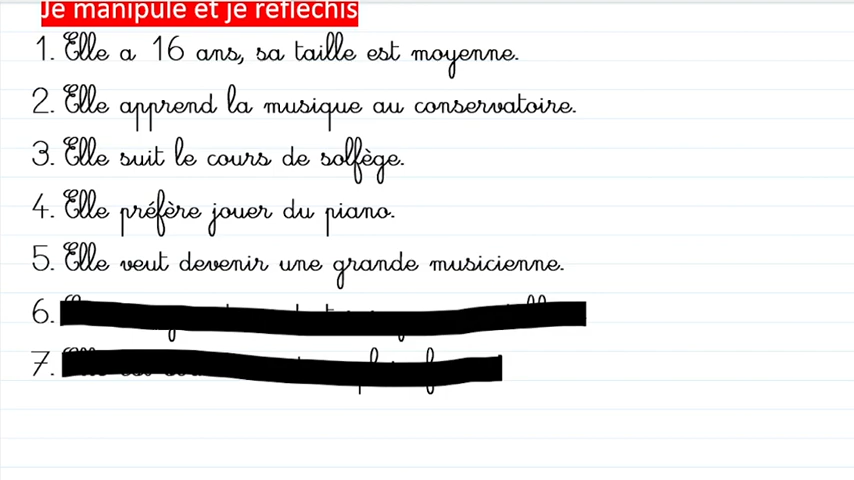 Je manipule et je réfléchis
1. Elle a 16 ans, sa taille est moyenne.
2. Elle apprend la musique au conservatoire.
3. Elle suit le cours de solfège.
4. Elle préfère jouer du piano.
5. Elle veut devenir une grande musicienne.
6.
7.